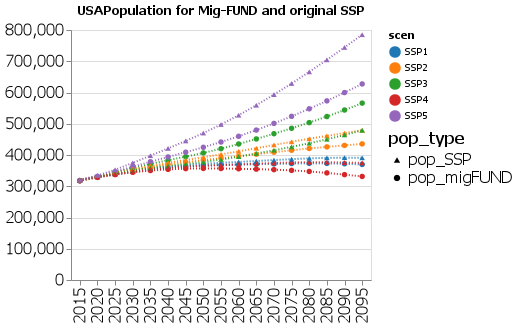 USAPopulation for Mig-FUND and original SSP
800,000
700,000
600,000
500,000
400,000
300,000
200,000
100,000
0
2015
2020
2025
2030
2035
2040
2045
2050
2055
2060
2065
2070
2075
2080
2085
2090
2095
scen
SSP1
SSP2
SSP3
SSP4
SSP5
pop_type
pop_SSP
pop_migFUND